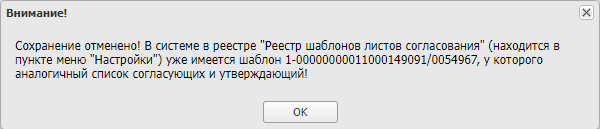 Внимание!
Сохранение отменено! В системе в реестре "Реестр шаблонов листов согласования" (находится в
пункте меню "Настройки") уже имеется шаблон 1-00000000011000149091/0054967, у которого
аналогичный список согласующих и утверждающий!
OK